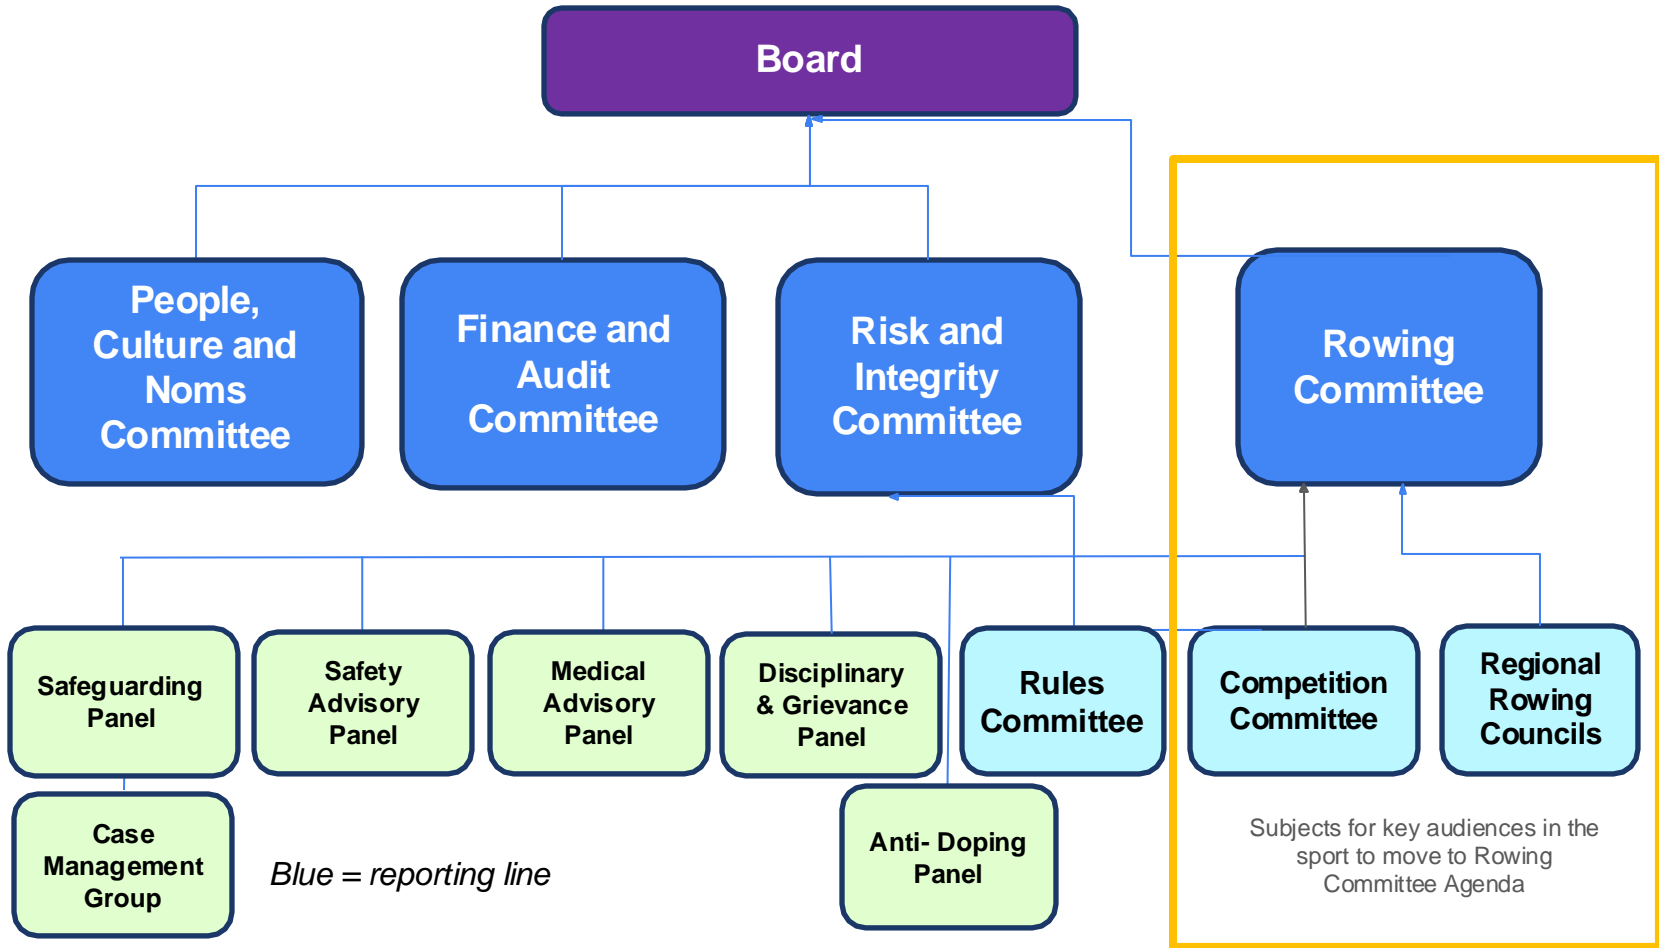 Board
People,
Culture and
Noms
Committee
Finance and
Audit
Committee
Risk and
Integrity
Committee
Rowing
Committee
Safeguarding
Panel
Safety
Advisory
Panel
Medical
Advisory
Panel
Disciplinary
& Grievance
Panel
Rules
Committee
Competition
Committee
Regional
Rowing
Councils
Case
Management
Group
Blue = reporting line
Anti- Doping
Panel
Subjects for key audiences in the
sport to move to Rowing
Committee Agenda